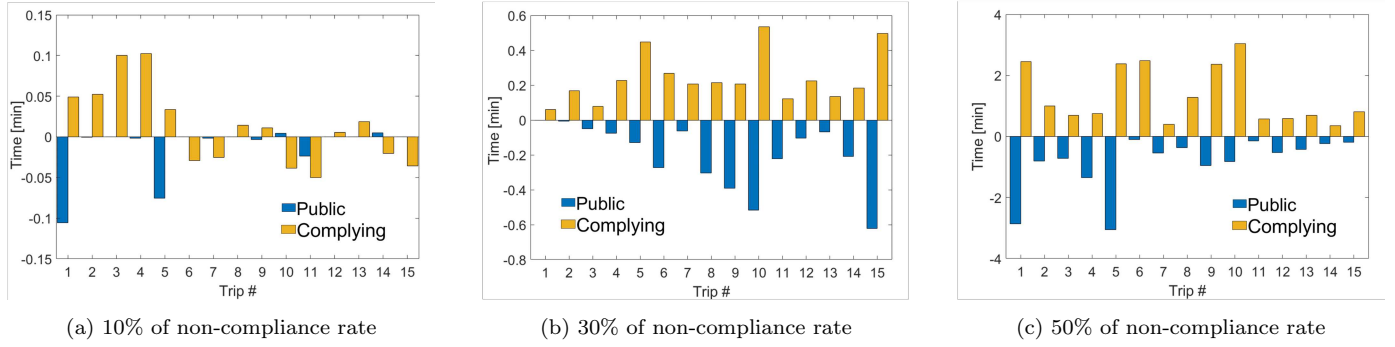 0.15
0.1
0.05
0
-0.05
-0.1
-0.15
Time [min]
Public
Complying
1 2 3 4 5 6 7 8 9 10 11 12 13 14 15
Trip #
(a) 10% of non-compliance rate
0.6
0.4
0.2
0
-0.2
-0.4
-0.6
-0.8
Time [min]
Public
Complying
1 2 3 4 5 6 7 8 9 10 11 12 13 14 15
Trip #
(b) 30% of non-compliance rate
4
2
0
-2
-4
Time [min]
Public
Complying
1 2 3 4 5 6 7 8 9 10 11 12 13 14 15
Trip #
(c) 50% of non-compliance rate